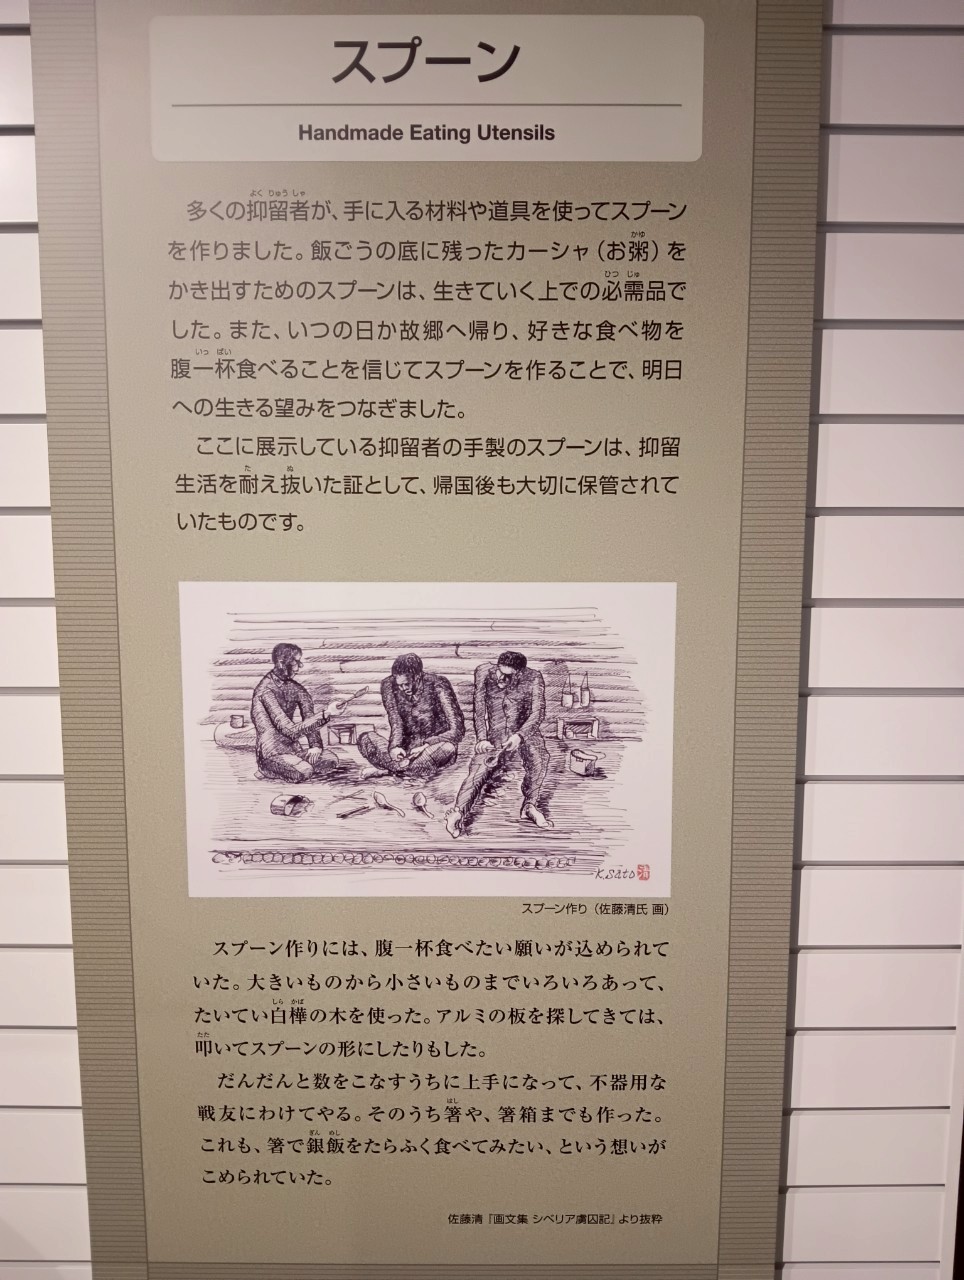 スプーン
Handmade Eating Utensils
多くの抑留者が、手に入る材料や道具を使ってスプーン
を作りました。飯ごうの底に残ったカーシャ（お粥）を
かき出すためのスプーンは、生きていく上での必需品で
した。また、いつの日か故郷へ帰り、好きな食べ物を
腹一杯食べることを信じてスプーンを作ることで、明日
への生きる望みをつなぎました。
ここに展示している抑留者の手製のスプーンは、抑留
生活を耐え抜いた証として、帰国後も大切に保管されて
いたものです。
K.Sato 清
スプーン作り（佐藤清氏 画）
スプーン作りには、腹一杯食べたい願いが込められて
いた。大きいものから小さいものまでいろいろあって、
たいてい白樺の木を使った。アルミの板を探してきては、
叩いてスプーンの形にしたりもした。
だんだんと数をこなすうちに上手になって、不器用な
戦友にわけてやる。そのうち箸や、箸箱までも作った。
これも、箸で銀飯をたらふく食べてみたい、という想いが
こめられていた。
佐藤清『画文集 シベリア虜囚記』より抜粋